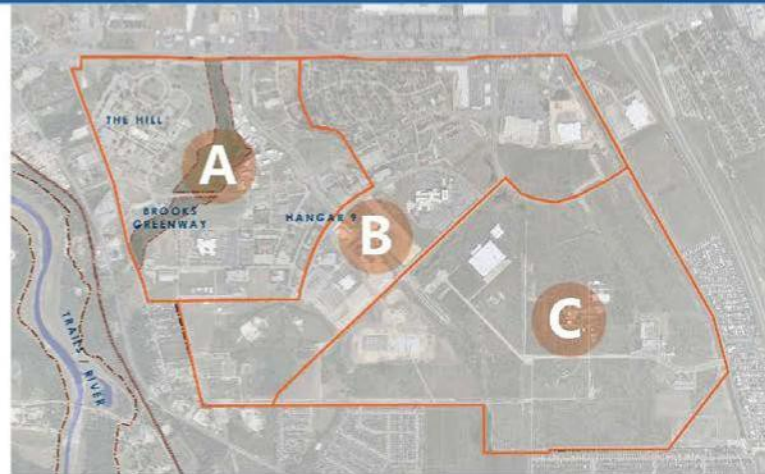 THE HILL
A
BROOKS
GREENWAY
HANGAR 9
B
C
TRAILS / RIVER